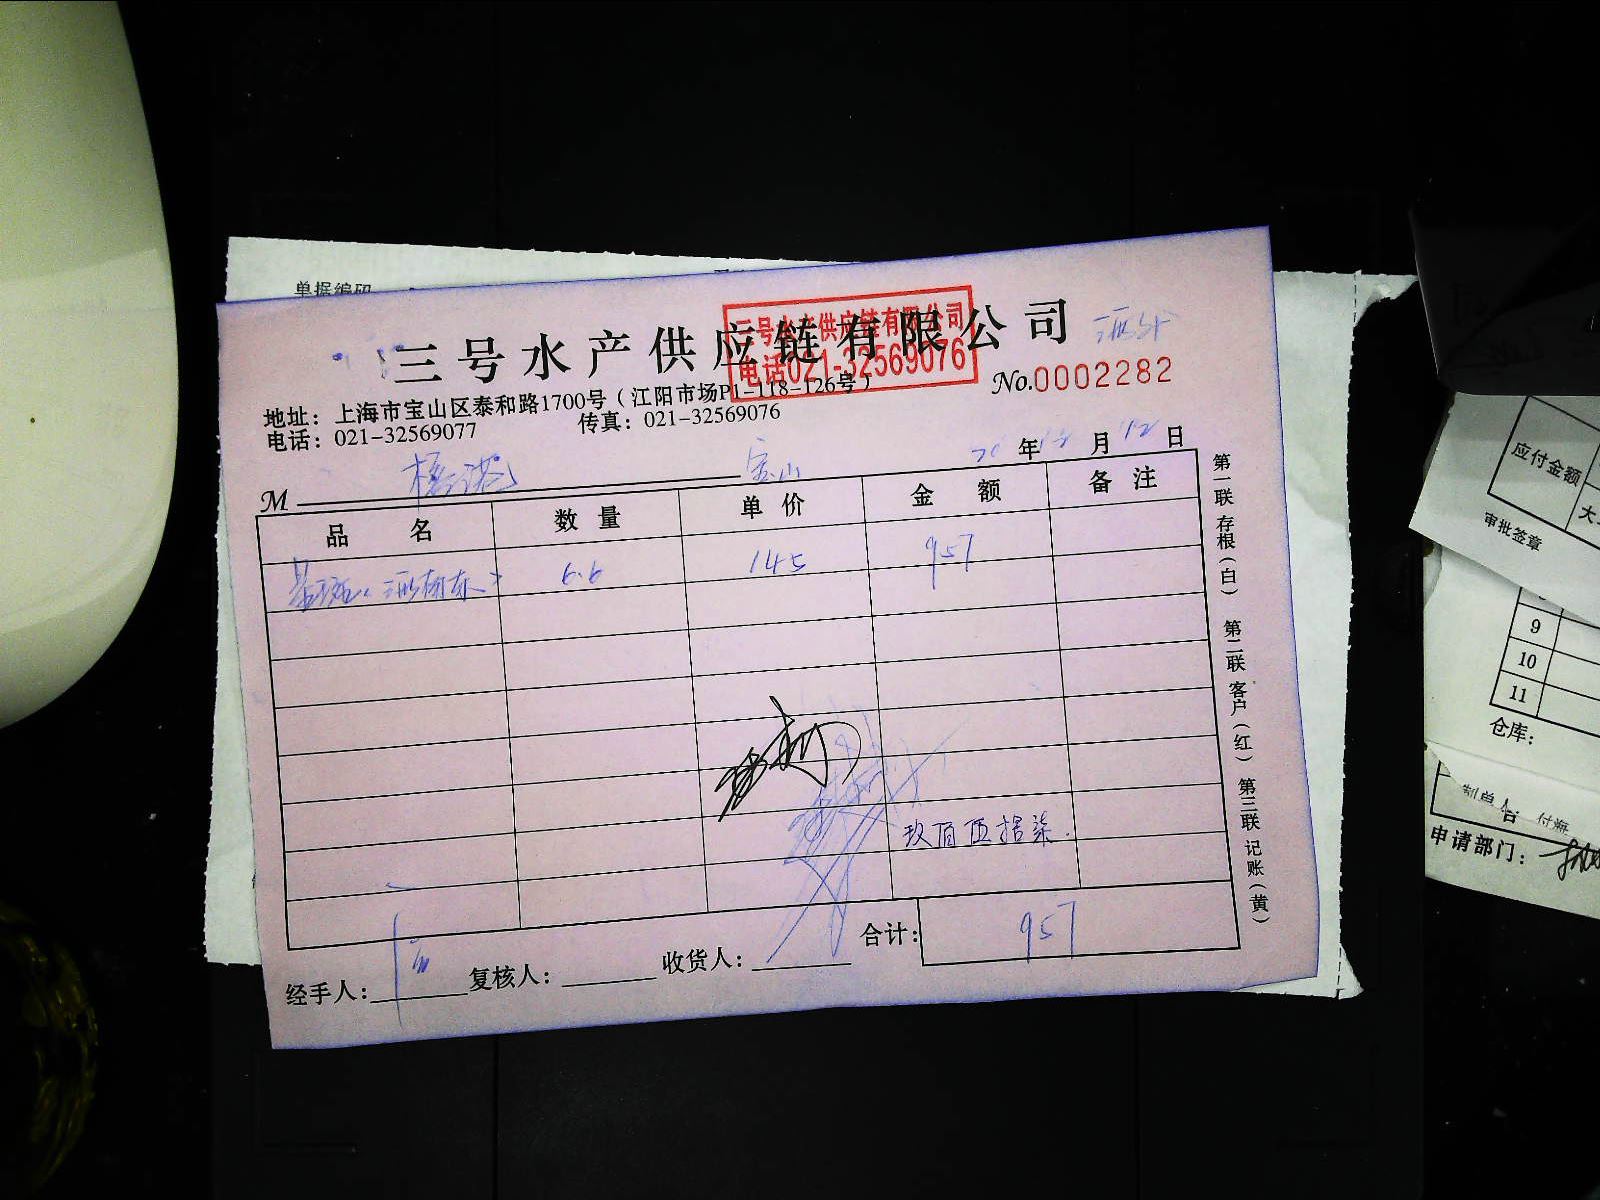 单据编码
三号水产供应链有限公司
三号水产供应链有限公司
电话021-32569076
No.0002282
地址：上海市宝山区泰和路1700号（江阳市场P1-118-126号）
电话：021-32569077 传真：021-32569076
20 年 12 月 12 日
M 宝山
品 名 数 量 单 价 金 额 备 注
6.6 145 957
玖佰伍拾柒.
合计： 957
经手人： 复核人： 收货人：
第一联 存根（白） 第二联 客户（红） 第三联 记账（黄）
应付金额
大
审批签章
9
10
11
仓库：
制单
付
申请部门：